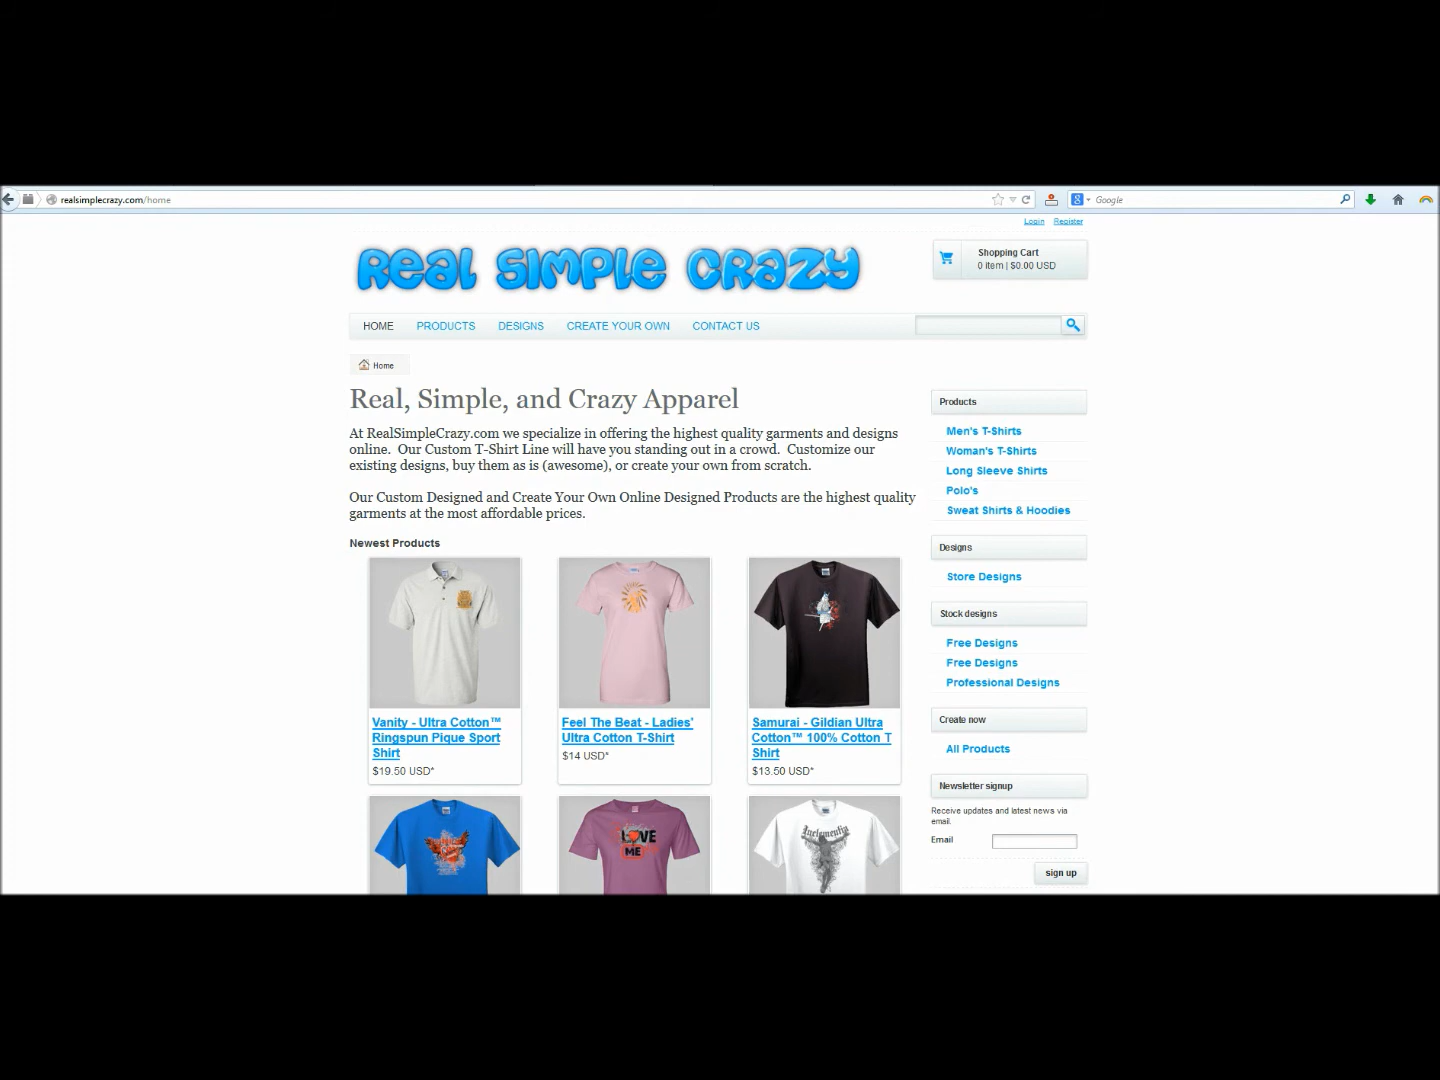 realsimplecrazy.com/home
Google
Login Register
Real Simple Crazy
Shopping Cart
0 item | $0.00 USD
HOME PRODUCTS DESIGNS CREATE YOUR OWN CONTACT US
Home
Real, Simple, and Crazy Apparel
At RealSimpleCrazy.com we specialize in offering the highest quality garments and designs
online. Our Custom T-Shirt Line will have you standing out in a crowd. Customize our
existing designs, buy them as is (awesome), or create your own from scratch.
Our Custom Designed and Create Your Own Online Designed Products are the highest quality
garments at the most affordable prices.
Newest Products
Vanity - Ultra Cotton™
Ringspun Pique Sport
Shirt
$19.50 USD*
Feel The Beat - Ladies'
Ultra Cotton T-Shirt
$14 USD*
Samurai - Gildian Ultra
Cotton™ 100% Cotton T
Shirt
$13.50 USD*
LOVE
ME
Inclementia
Products
Men's T-Shirts
Woman's T-Shirts
Long Sleeve Shirts
Polo's
Sweat Shirts & Hoodies
Designs
Store Designs
Stock designs
Free Designs
Free Designs
Professional Designs
Create now
All Products
Newsletter signup
Receive updates and latest news via
email.
Email
sign up